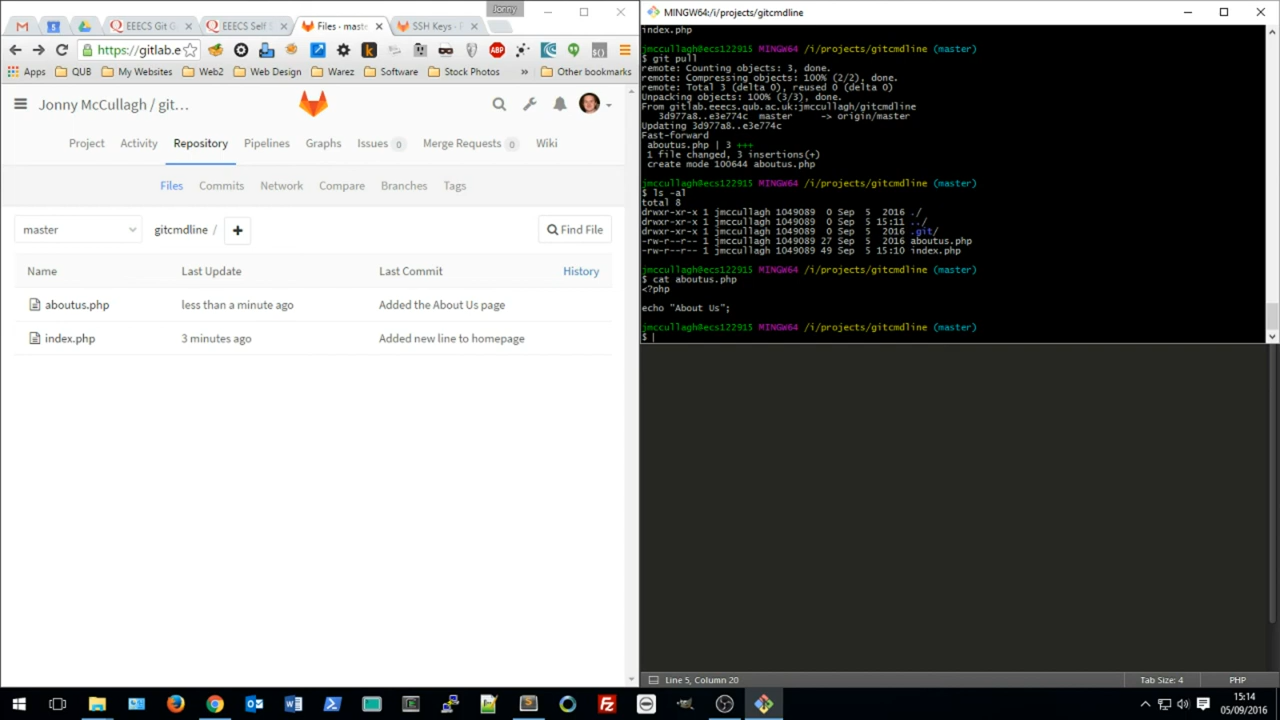 Jonny
EEECS Git G
EEECS Self
Files · maste
SSH Keys ·
https://gitlab.e
Apps
QUB
My Websites
Web2
Web Design
Warez
Software
Stock Photos
»
Other bookmarks
Jonny McCullagh / git…
Project
Activity
Repository
Pipelines
Graphs
Issues 0
Merge Requests 0
Wiki
Files
Commits
Network
Compare
Branches
Tags
master
gitcmdline /
+
Find File
Name
Last Update
Last Commit
History
aboutus.php
less than a minute ago
Added the About Us page
index.php
3 minutes ago
Added new line to homepage
MINGW64:/i/projects/gitcmdline
index.php
jmccullagh@ecs122915 MINGW64 /i/projects/gitcmdline (master)
$ git pull
remote: Counting objects: 3, done.
remote: Compressing objects: 100% (2/2), done.
remote: Total 3 (delta 0), reused 0 (delta 0)
Unpacking objects: 100% (3/3), done.
From gitlab.eeecs.qub.ac.uk:jmccullagh/gitcmdline
3d977a8..e3e774c master -> origin/master
Updating 3d977a8..e3e774c
Fast-forward
aboutus.php | 3 +++
1 file changed, 3 insertions(+)
create mode 100644 aboutus.php
jmccullagh@ecs122915 MINGW64 /i/projects/gitcmdline (master)
$ ls -al
total 8
drwxr-xr-x 1 jmccullagh 1049089 0 Sep 5 2016 ./
drwxr-xr-x 1 jmccullagh 1049089 0 Sep 5 15:11 ../
drwxr-xr-x 1 jmccullagh 1049089 0 Sep 5 2016 .git/
-rw-r--r-- 1 jmccullagh 1049089 27 Sep 5 2016 aboutus.php
-rw-r--r-- 1 jmccullagh 1049089 49 Sep 5 15:10 index.php
jmccullagh@ecs122915 MINGW64 /i/projects/gitcmdline (master)
$ cat aboutus.php
<?php
echo "About Us";
jmccullagh@ecs122915 MINGW64 /i/projects/gitcmdline (master)
$
Line 5, Column 20
Tab Size: 4
PHP
15:14
05/09/2016